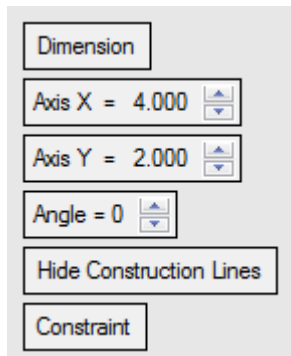 Dimension
Axis X = 4.000
Axis Y = 2.000
Angle = 0
Hide Construction Lines
Constraint